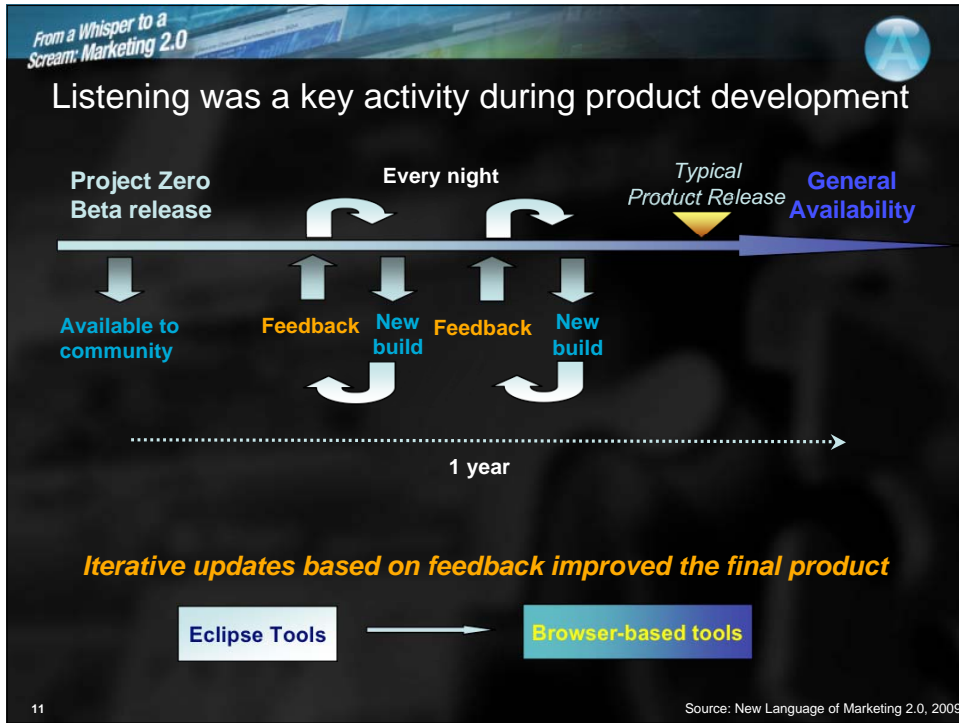 From a Whisper to a
Scream: Marketing 2.0
A
Listening was a key activity during product development
Project Zero
Beta release
Every night
Typical
Product Release
General
Availability
Available to
community
Feedback
New
build
Feedback
New
build
1 year
Iterative updates based on feedback improved the final product
Eclipse Tools
Browser-based tools
11
Source: New Language of Marketing 2.0, 2009